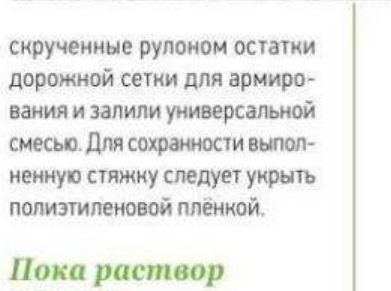 скрученные рулоном остатки
дорожной сетки для армиро-
вания и залили универсальной
смесью. Для сохранности выпол-
ненную стяжку следует укрыть
полиэтиленовой плёнкой.
Пока раствор